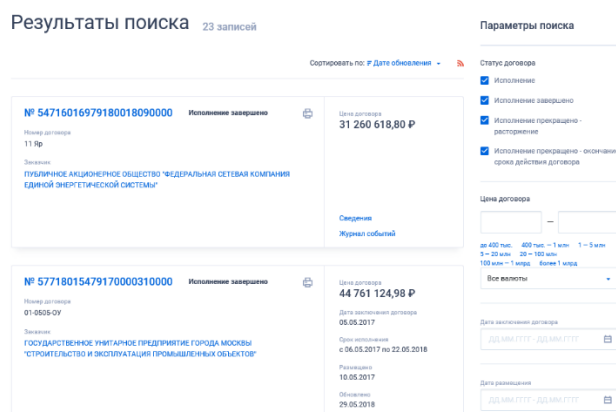 Результаты поиска 23 записей
Сортировать по: Дате обновления
№ 54716016979180018090000 Исполнение завершено
Номер договора
11 Яр
Заказчик
ПУБЛИЧНОЕ АКЦИОНЕРНОЕ ОБЩЕСТВО "ФЕДЕРАЛЬНАЯ СЕТЕВАЯ КОМПАНИЯ
ЕДИНОЙ ЭНЕРГЕТИЧЕСКОЙ СИСТЕМЫ"
Цена договора
31 260 618,80 ₽
Сведения
Журнал событий
№ 57718015479170000310000 Исполнение завершено
Номер договора
01-0505-ОУ
Заказчик
ГОСУДАРСТВЕННОЕ УНИТАРНОЕ ПРЕДПРИЯТИЕ ГОРОДА МОСКВЫ
"СТРОИТЕЛЬСТВО И ЭКСПЛУАТАЦИЯ ПРОМЫШЛЕННЫХ ОБЪЕКТОВ"
Цена договора
44 761 124,98 ₽
Дата заключения договора
05.05.2017
Срок исполнения
с 06.05.2017 по 22.05.2018
Размещено
10.05.2017
Обновлено
29.05.2018
Параметры поиска
Статус договора
Исполнение
Исполнение завершено
Исполнение прекращено -
расторжение
Исполнение прекращено - окончани
срока действия договора
Цена договора
—
до 400 тыс. 400 тыс. — 1 млн 1 — 5 млн
5 — 20 млн 20 — 100 млн
100 млн — 1 млрд более 1 млрд
Все валюты
Дата заключения договора
ДД.ММ.ГГГГ - ДД.ММ.ГГГГ
Дата размещения
ДД.ММ.ГГГГ - ДД.ММ.ГГГГ